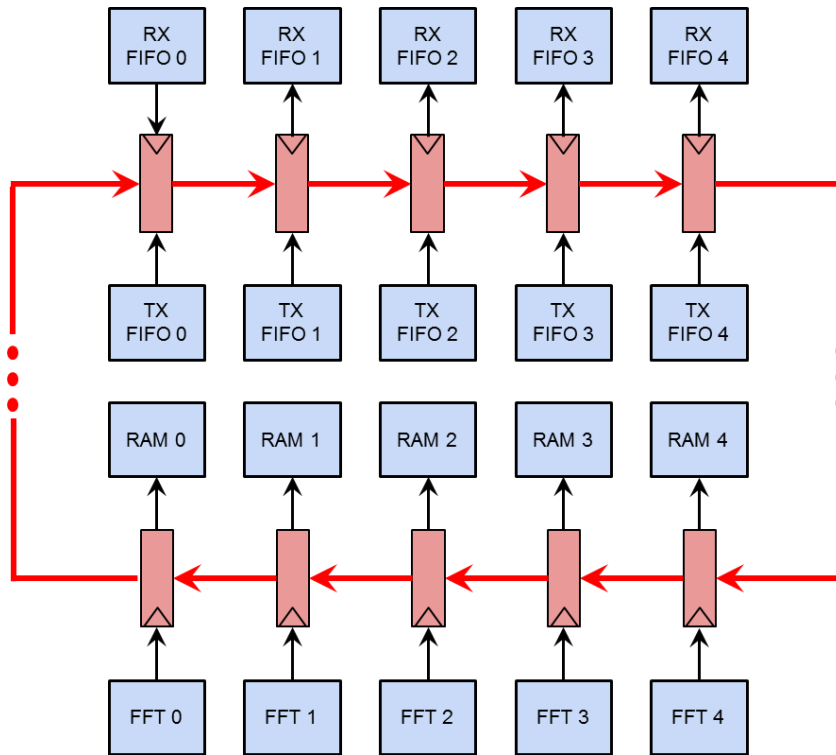 RX
FIFO 0
RX
FIFO 1
RX
FIFO 2
RX
FIFO 3
RX
FIFO 4
TX
FIFO 0
TX
FIFO 1
TX
FIFO 2
TX
FIFO 3
TX
FIFO 4
RAM 0
RAM 1
RAM 2
RAM 3
RAM 4
FFT 0
FFT 1
FFT 2
FFT 3
FFT 4